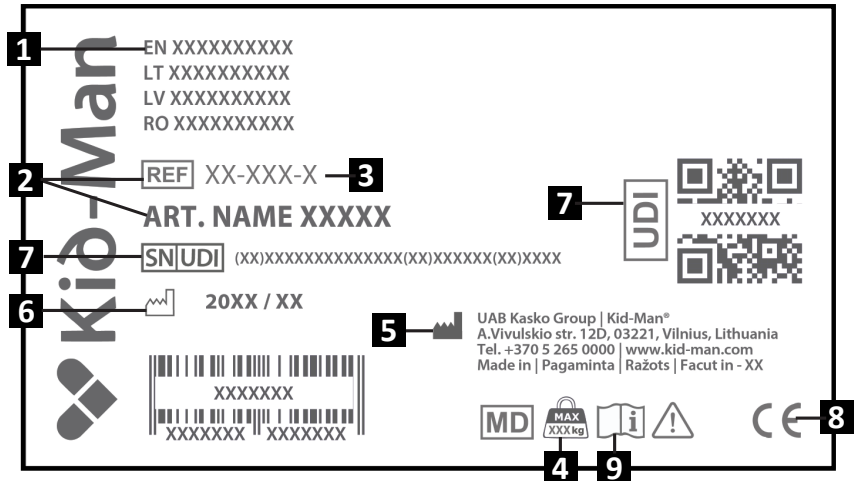 1
EN XXXXXXXXXX
LT XXXXXXXXXX
LV XXXXXXXXXX
RO XXXXXXXXXX
Kid-Man
2
REF XX-XXX-X
3
ART. NAME XXXXX
7
SN UDI (XX)XXXXXXXXXXXXXX(XX)XXXXXX(XX)XXXX
7
UDI
XXXXXXX
6
20XX / XX
5
UAB Kasko Group | Kid-Man®
A.Vivulskio str. 12D, 03221, Vilnius, Lithuania
Tel. +370 5 265 0000 | www.kid-man.com
Made in | Pagaminta | Ražots | Facut in - XX
XXXXXXX
XXXXXXX XXXXXXX
MD
MAX
XXX kg
i
CE
8
4
9